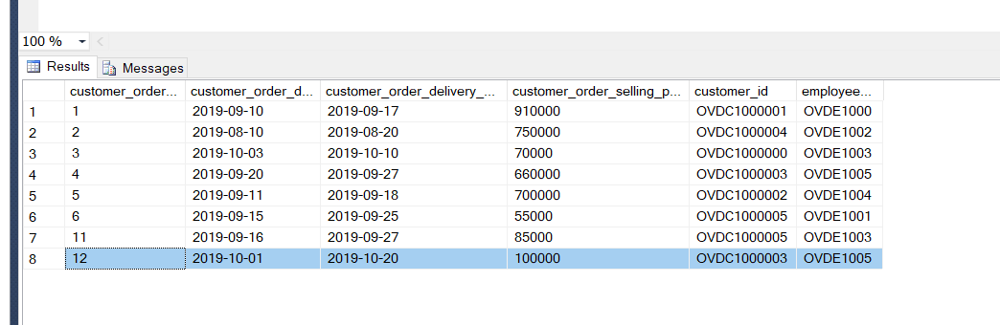 100 %
Results Messages
customer_order... customer_order_d... customer_order_delivery_... customer_order_selling_p... customer_id employee...
1 1 2019-09-10 2019-09-17 910000 OVDC1000001 OVDE1000
2 2 2019-08-10 2019-08-20 750000 OVDC1000004 OVDE1002
3 3 2019-10-03 2019-10-10 70000 OVDC1000000 OVDE1003
4 4 2019-09-20 2019-09-27 660000 OVDC1000003 OVDE1005
5 5 2019-09-11 2019-09-18 700000 OVDC1000002 OVDE1004
6 6 2019-09-15 2019-09-25 55000 OVDC1000005 OVDE1001
7 11 2019-09-16 2019-09-27 85000 OVDC1000005 OVDE1003
8 12 2019-10-01 2019-10-20 100000 OVDC1000003 OVDE1005